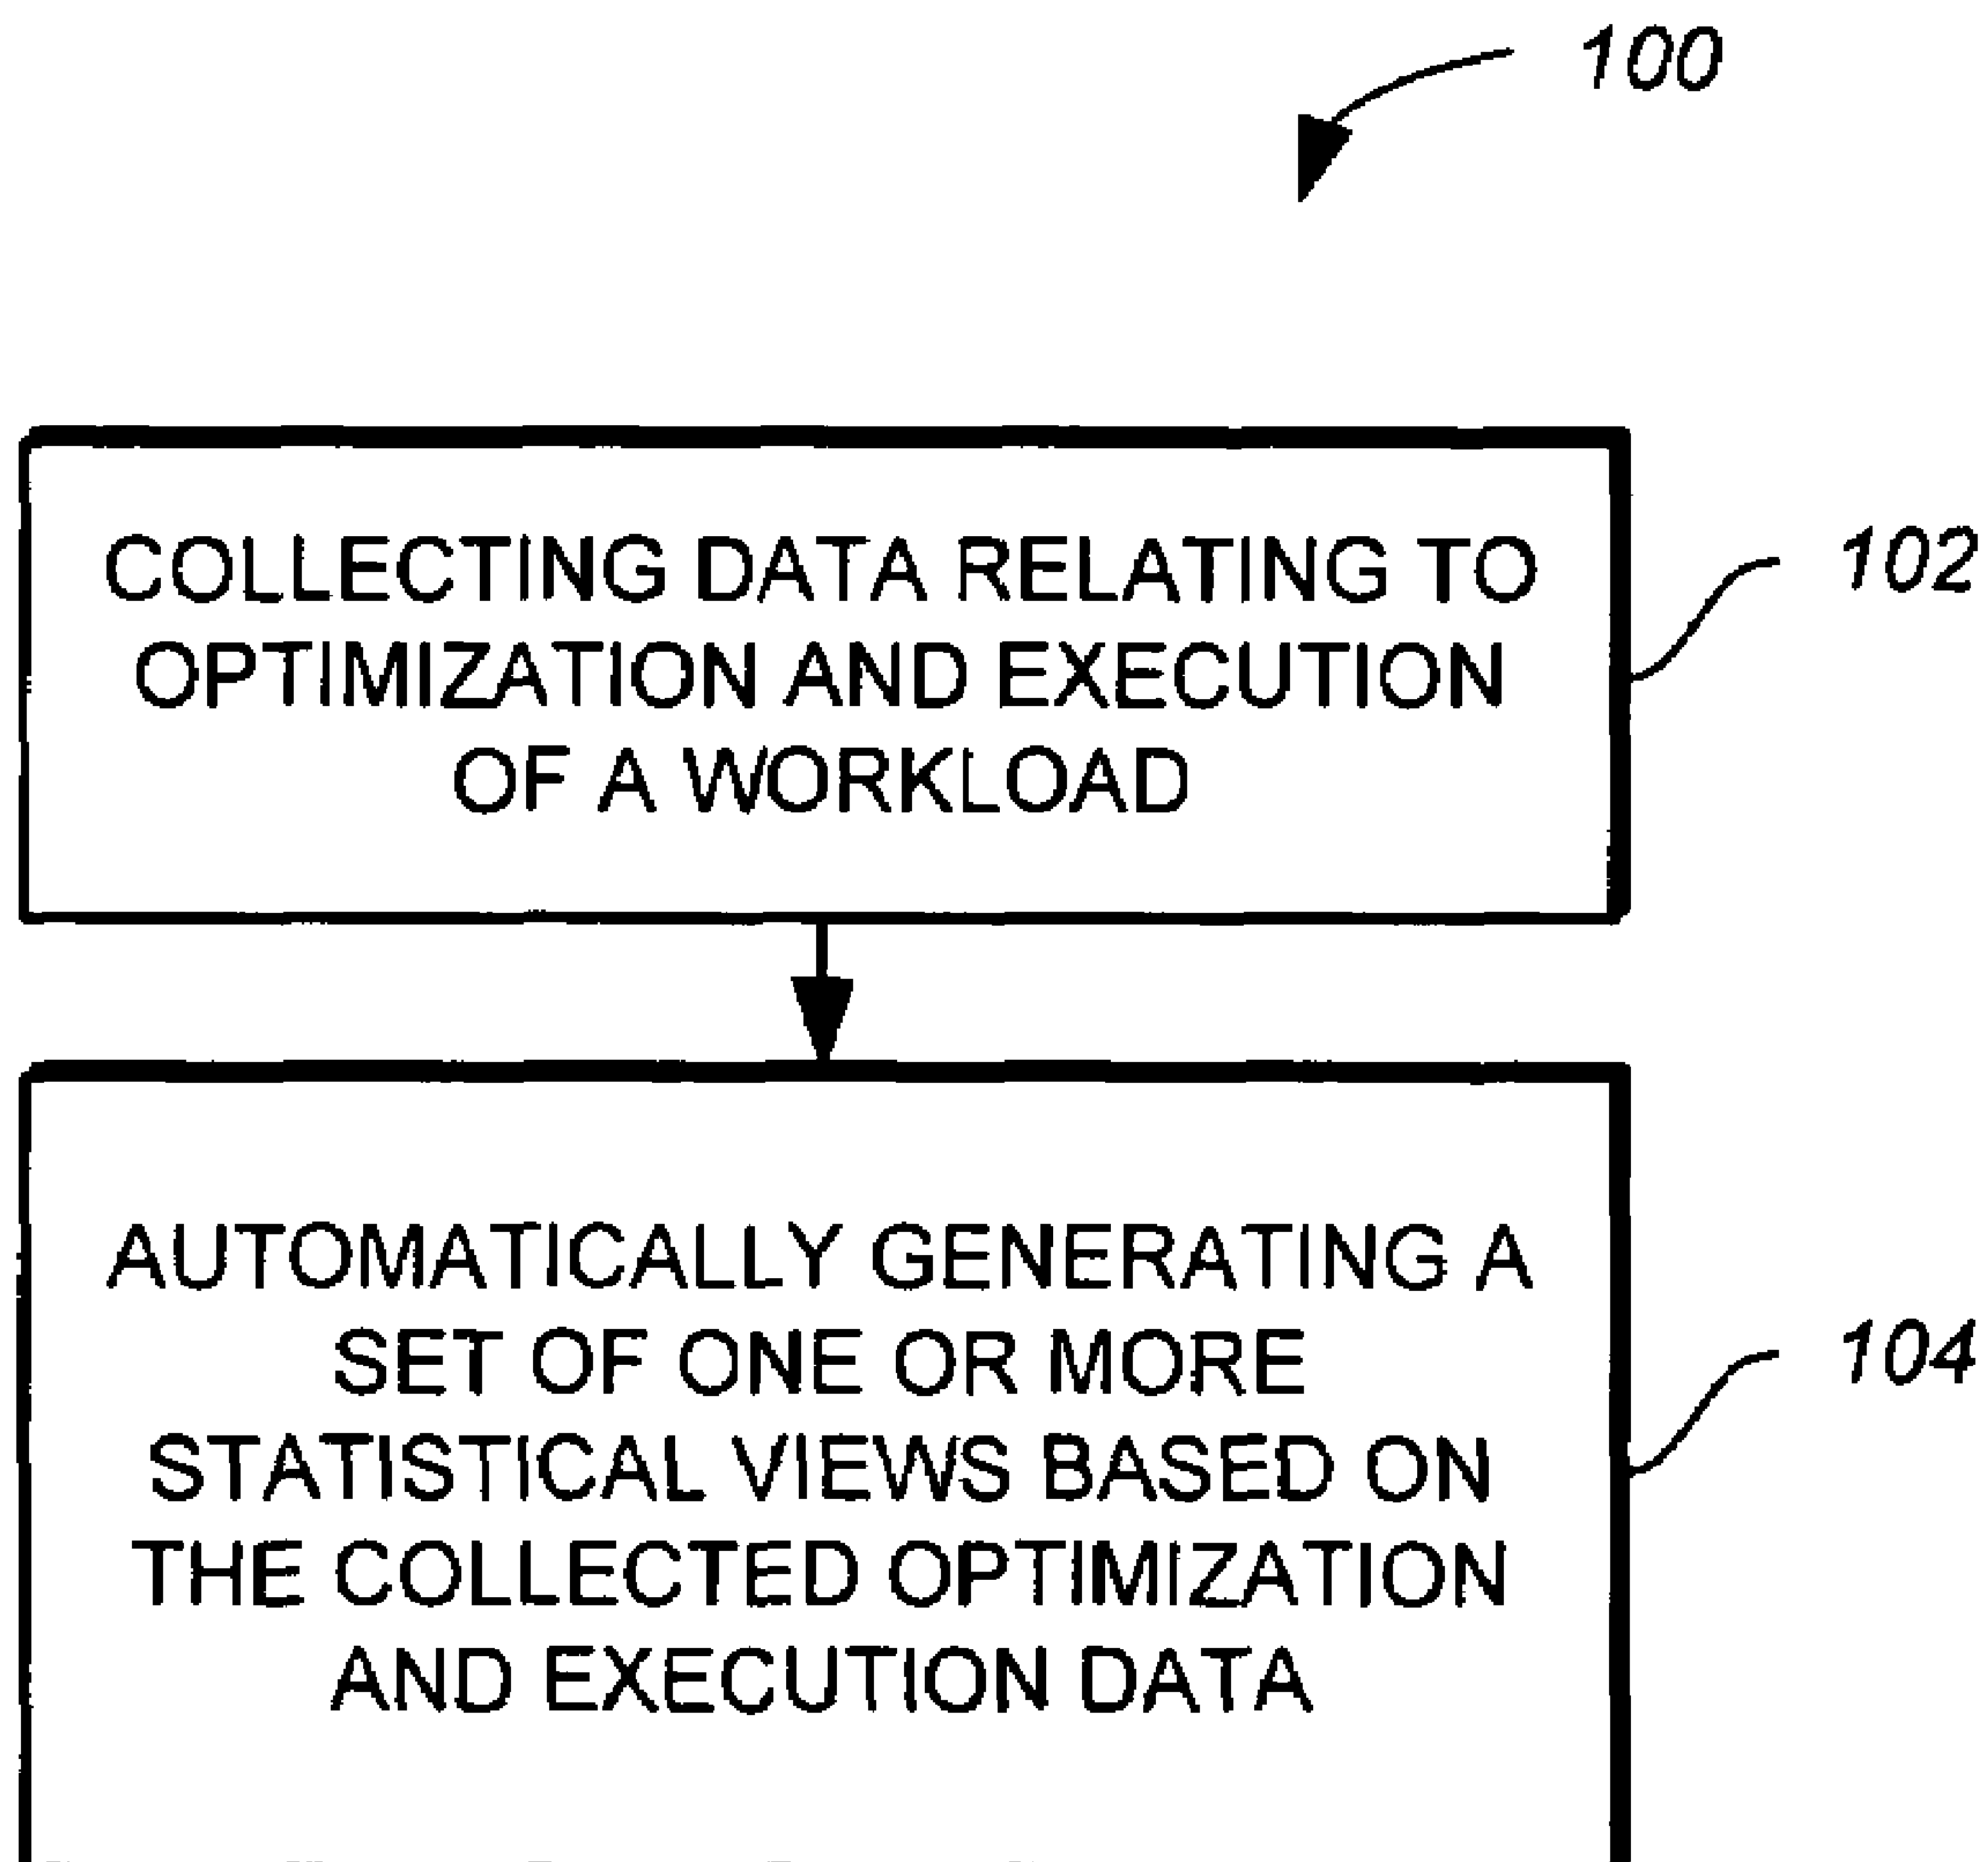 100
COLLECTING DATA RELATING TO
OPTIMIZATION AND EXECUTION
OF A WORKLOAD
102
AUTOMATICALLY GENERATING A
SET OF ONE OR MORE
STATISTICAL VIEWS BASED ON
THE COLLECTED OPTIMIZATION
AND EXECUTION DATA
104